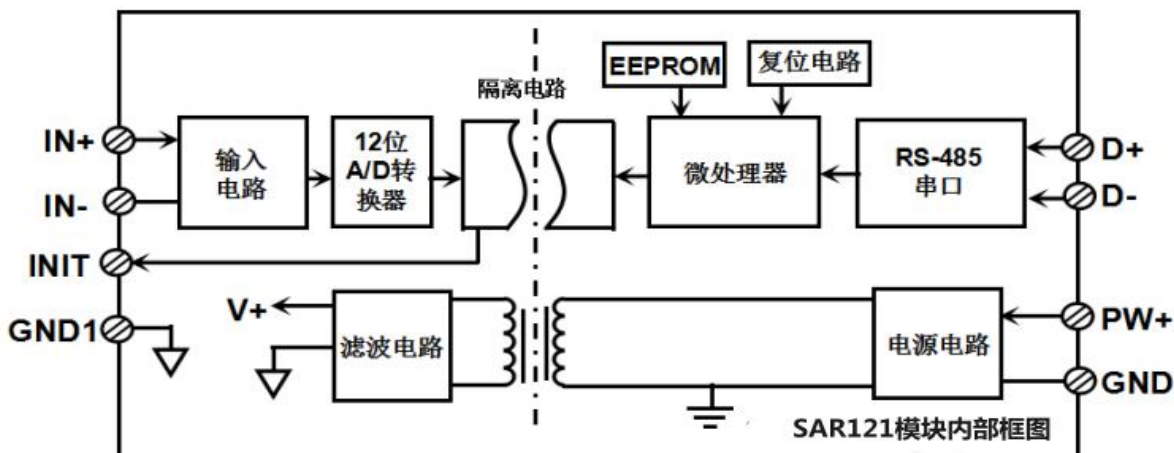 EEPROM
复位电路
隔离电路
IN+
输入
电路
12位
A/D转
换器
微处理器
RS-485
串口
D+
IN-
D-
INIT
V+
滤波电路
电源电路
PW+
GND1
GND
SAR121模块内部框图